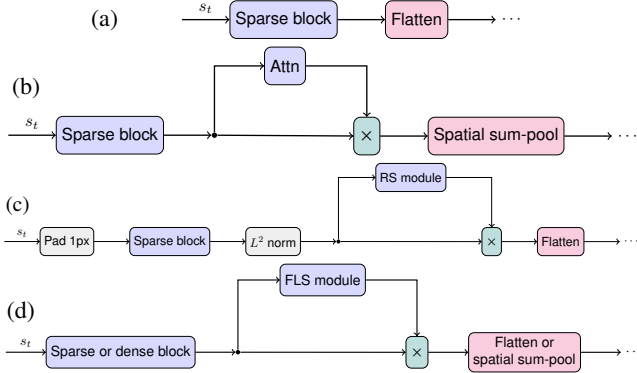 (a) s_t Sparse block Flatten ...
(b) Attn
s_t Sparse block × Spatial sum-pool ...
RS module
(c) s_t Pad 1px Sparse block L² norm × Flatten ...
FLS module
(d) s_t Sparse or dense block × Flatten or
spatial sum-pool ...